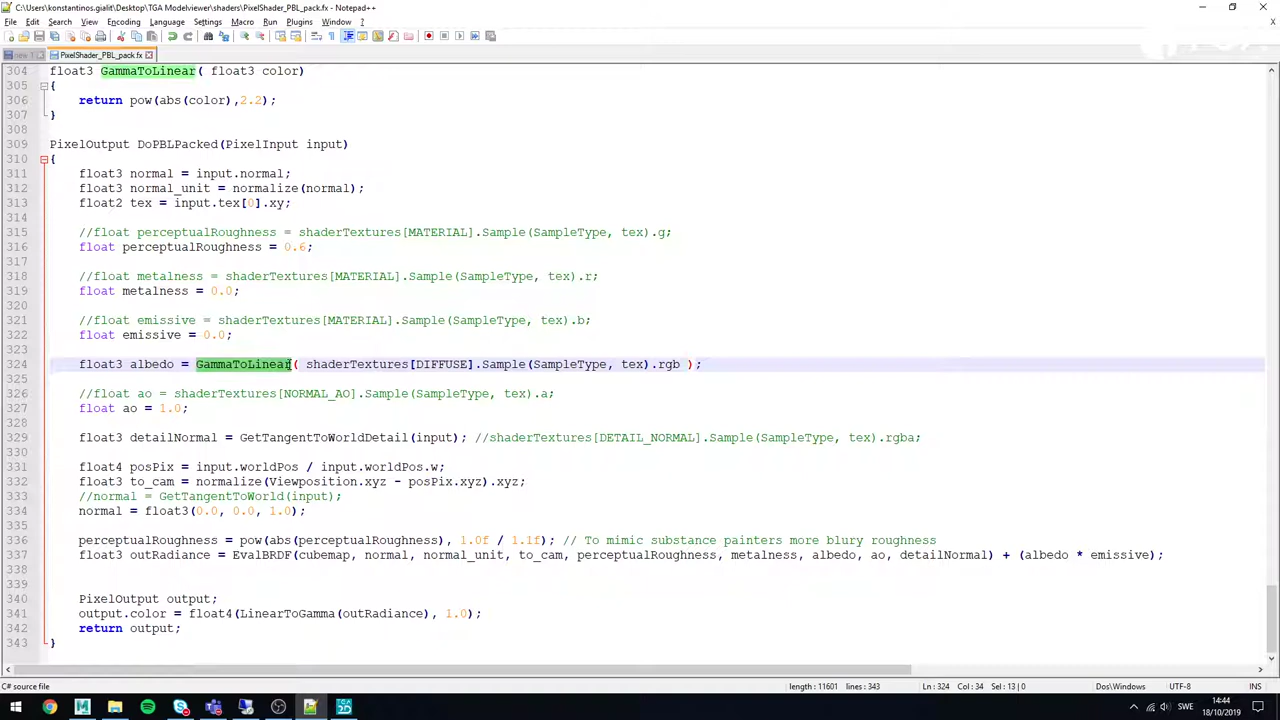 C:\Users\konstantinos.gialit\Desktop\TGA Modelviewer\shaders\PixelShader_PBL_pack.fx - Notepad++
File Edit Search View Encoding Language Settings Macro Run Plugins Window ?
new 1 PixelShader_PBL_pack.fx
304 float3 GammaToLinear( float3 color)
305 {
306     return pow(abs(color),2.2);
307 }
308
309 PixelOutput DoPBLPacked(PixelInput input)
310 {
311     float3 normal = input.normal;
312     float3 normal_unit = normalize(normal);
313     float2 tex = input.tex[0].xy;
314
315     //float perceptualRoughness = shaderTextures[MATERIAL].Sample(SampleType, tex).g;
316     float perceptualRoughness = 0.6;
317
318     //float metalness = shaderTextures[MATERIAL].Sample(SampleType, tex).r;
319     float metalness = 0.0;
320
321     //float emissive = shaderTextures[MATERIAL].Sample(SampleType, tex).b;
322     float emissive = 0.0;
323
324     float3 albedo = GammaToLinear( shaderTextures[DIFFUSE].Sample(SampleType, tex).rgb );
325
326     //float ao = shaderTextures[NORMAL_AO].Sample(SampleType, tex).a;
327     float ao = 1.0;
328
329     float3 detailNormal = GetTangentToWorldDetail(input); //shaderTextures[DETAIL_NORMAL].Sample(SampleType, tex).rgba;
330
331     float4 posPix = input.worldPos / input.worldPos.w;
332     float3 to_cam = normalize(Viewposition.xyz - posPix.xyz).xyz;
333     //normal = GetTangentToWorld(input);
334     normal = float3(0.0, 0.0, 1.0);
335
336     perceptualRoughness = pow(abs(perceptualRoughness), 1.0f / 1.1f); // To mimic substance painters more blury roughness
337     float3 outRadiance = EvalBRDF(cubemap, normal, normal_unit, to_cam, perceptualRoughness, metalness, albedo, ao, detailNormal) + (albedo * emissive);
338
339
340     PixelOutput output;
341     output.color = float4(LinearToGamma(outRadiance), 1.0);
342     return output;
343 }
C# source file length : 11601 lines : 343 Ln : 324 Col : 34 Sel : 13 | 0 Dos\Windows UTF-8 INS
SWE 14:44
18/10/2019